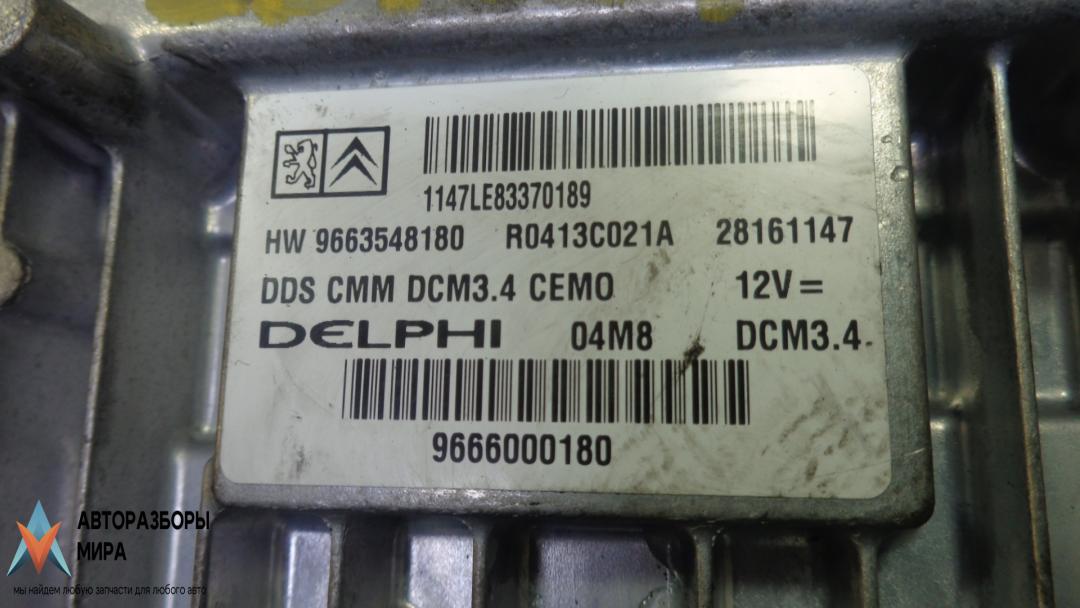 1147LE83370189
HW 9663548180 R0413C021A 28161147
DDS CMM DCM3.4 CEMO 12V=
DELPHI 04M8 DCM3.4
9666000180
АВТОРАЗБОРЫ
МИРА
мы найдем любую запчасти для любого авто